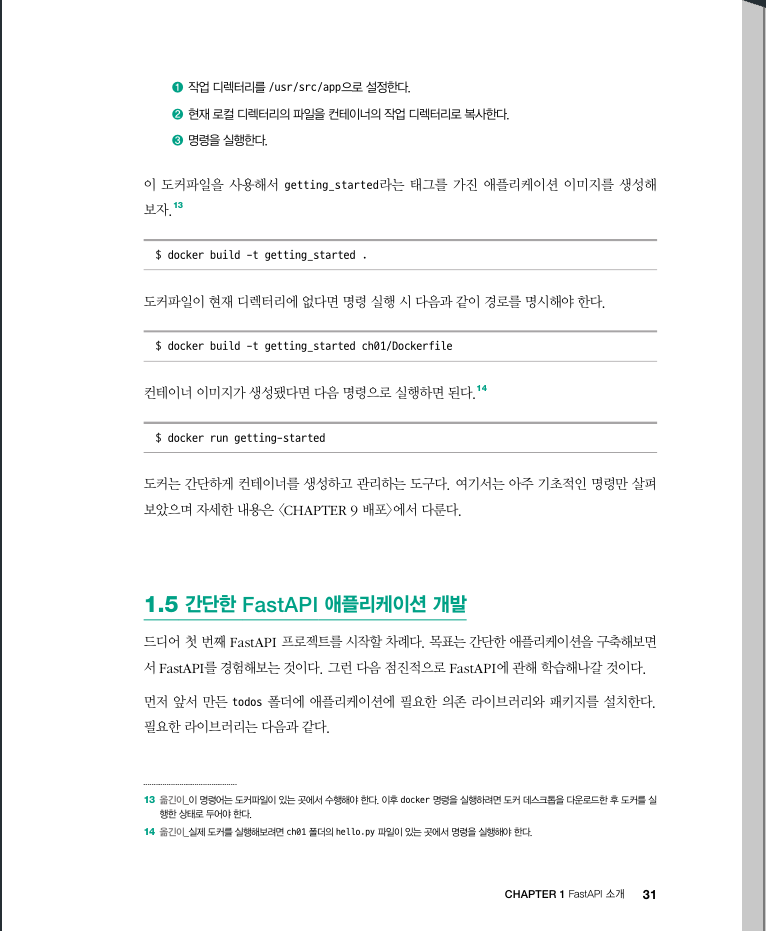 ❶ 작업 디렉터리를 /usr/src/app으로 설정한다.
❷ 현재 로컬 디렉터리의 파일을 컨테이너의 작업 디렉터리로 복사한다.
❸ 명령을 실행한다.
이 도커파일을 사용해서 getting_started라는 태그를 가진 애플리케이션 이미지를 생성해
보자.13
$ docker build -t getting_started .
도커파일이 현재 디렉터리에 없다면 명령 실행 시 다음과 같이 경로를 명시해야 한다.
$ docker build -t getting_started ch01/Dockerfile
컨테이너 이미지가 생성됐다면 다음 명령으로 실행하면 된다.14
$ docker run getting-started
도커는 간단하게 컨테이너를 생성하고 관리하는 도구다. 여기서는 아주 기초적인 명령만 살펴
보았으며 자세한 내용은 〈CHAPTER 9 배포〉에서 다룬다.
1.5 간단한 FastAPI 애플리케이션 개발
드디어 첫 번째 FastAPI 프로젝트를 시작할 차례다. 목표는 간단한 애플리케이션을 구축해보면
서 FastAPI를 경험해보는 것이다. 그런 다음 점진적으로 FastAPI에 관해 학습해나갈 것이다.
먼저 앞서 만든 todos 폴더에 애플리케이션에 필요한 의존 라이브러리와 패키지를 설치한다.
필요한 라이브러리는 다음과 같다.
13 옮긴이_이 명령어는 도커파일이 있는 곳에서 수행해야 한다. 이후 docker 명령을 실행하려면 도커 데스크톱을 다운로드한 후 도커를 실
행한 상태로 두어야 한다.
14 옮긴이_실제 도커를 실행해보려면 ch01 폴더의 hello.py 파일이 있는 곳에서 명령을 실행해야 한다.
CHAPTER 1 FastAPI 소개 31